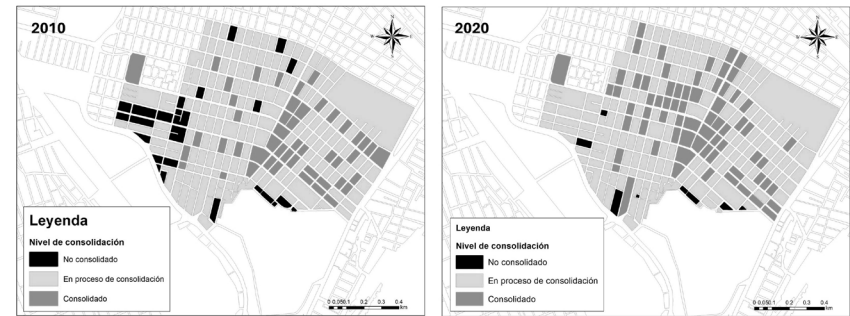 2010
N
W E
S
Leyenda
Nivel de consolidación
No consolidado
En proceso de consolidación
Consolidado
0 0.050.1 0.2 0.3 0.4
km
2020
N
W E
S
Leyenda
Nivel de consolidación
No consolidado
En proceso de consolidación
Consolidado
0 0.050.1 0.2 0.3 0.4
km